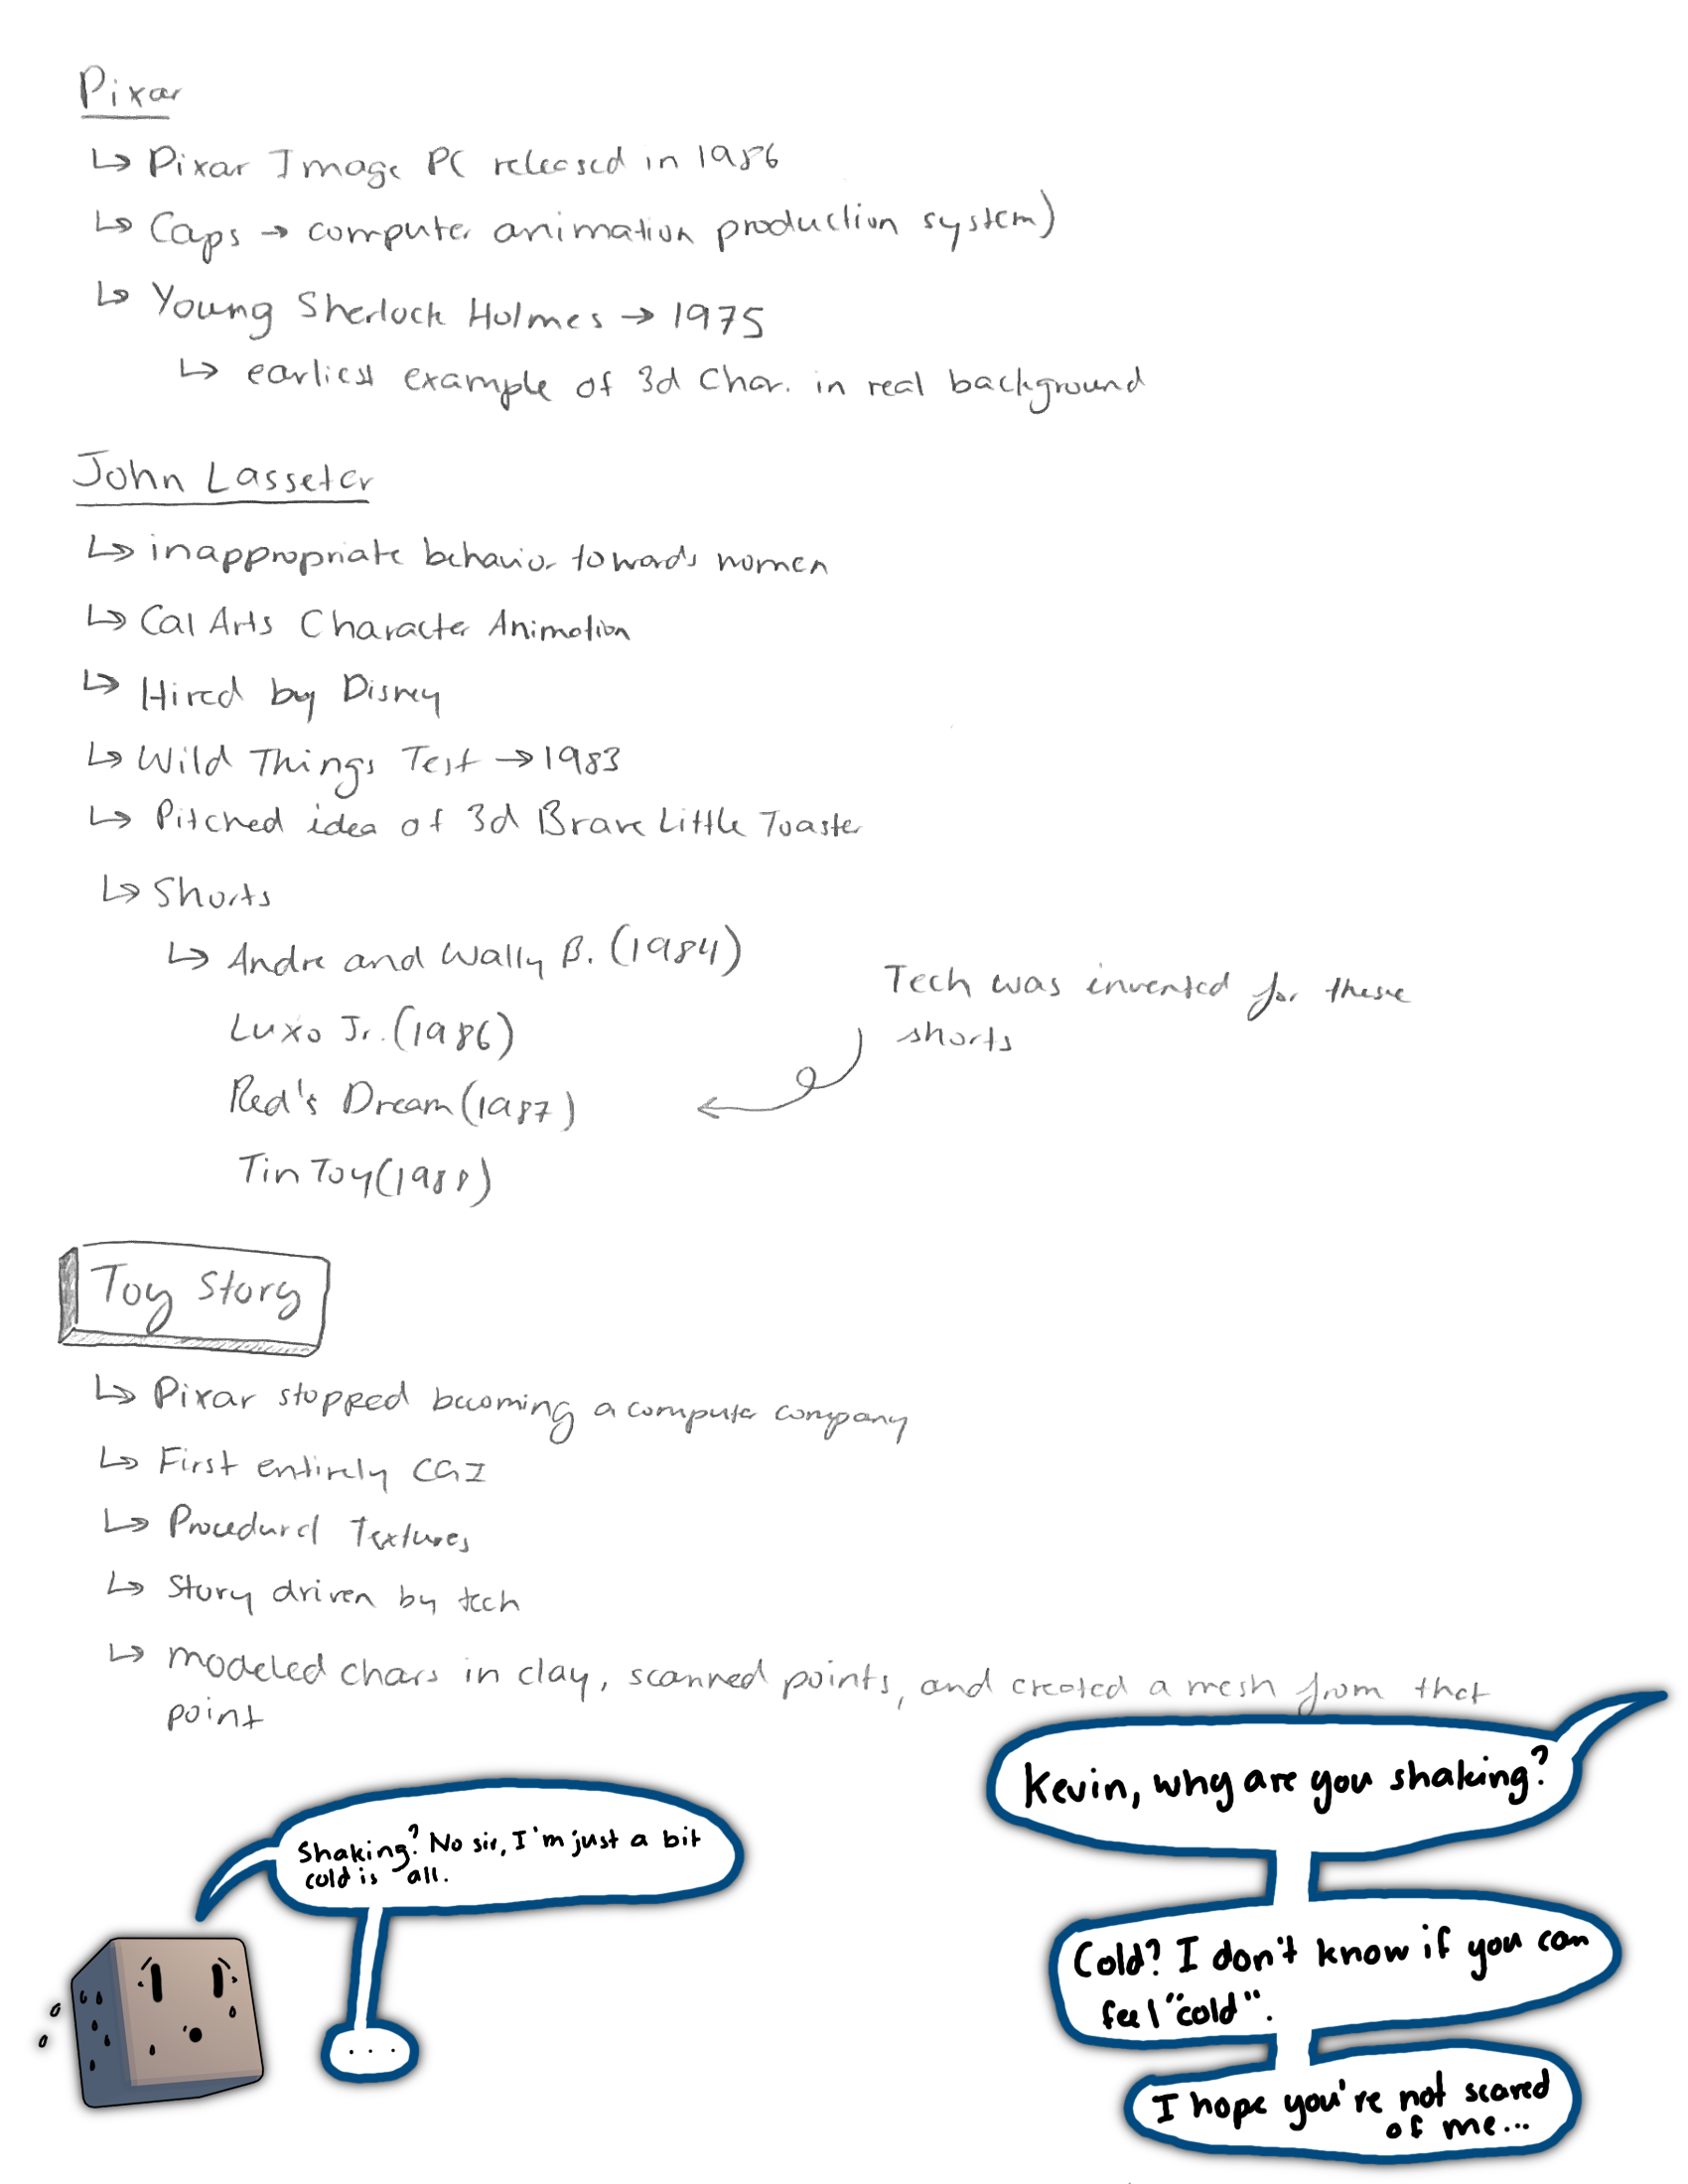 Pixar
↳ Pixar Image PC released in 1986
↳ Caps → computer animation production system)
↳ Young Sherlock Holmes → 1975
↳ earliest example of 3d Char. in real background
John Lasseter
↳ inappropriate behavior towards women
↳ Cal Arts Character Animation
↳ Hired by Disney
↳ Wild Things Test → 1983
↳ Pitched idea of 3d Brave Little Toaster
↳ Shorts
↳ Andre and Wally B. (1984)
Luxo Jr. (1986)
Red's Dream (1987)
Tin Toy (1988)
Tech was invented for these
shorts
Toy Story
↳ Pixar stopped becoming a computer company
↳ First entirely CGI
↳ Procedural Textures
↳ Story driven by tech
↳ modeled chars in clay, scanned points, and created a mesh from that
point
Kevin, why are you shaking?
Shaking? No sir, I'm just a bit
cold is all.
...
Cold? I don't know if you can
feel "cold".
I hope you're not scared
of me...